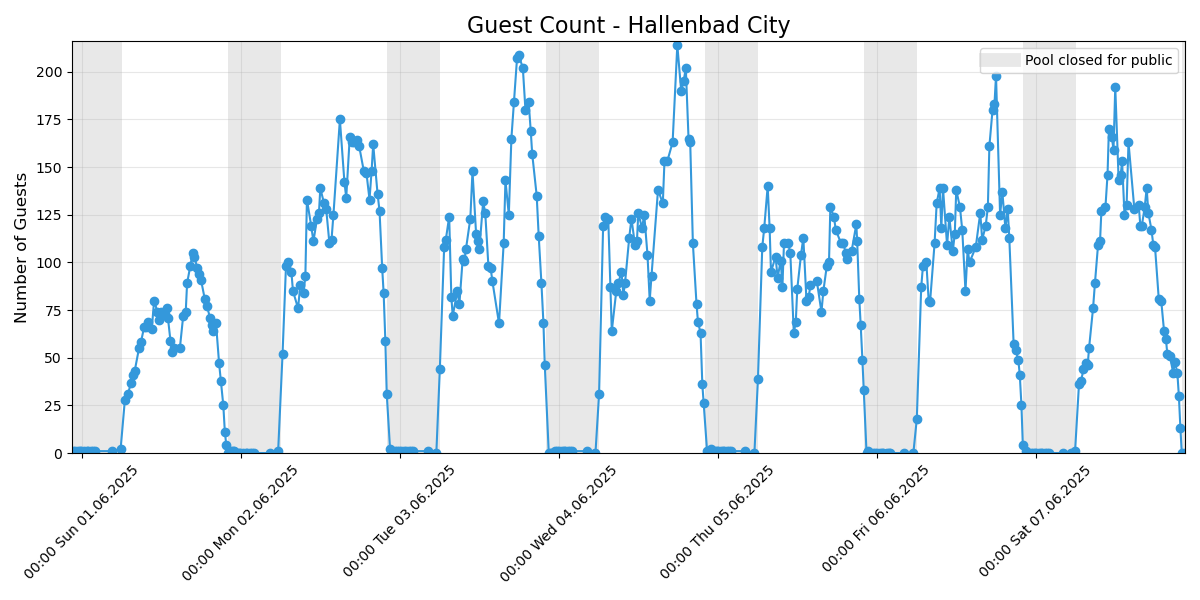 Guest Count - Hallenbad City
Pool closed for public
Number of Guests
200
175
150
125
100
75
50
25
0
00:00 Sun 01.06.2025
00:00 Mon 02.06.2025
00:00 Tue 03.06.2025
00:00 Wed 04.06.2025
00:00 Thu 05.06.2025
00:00 Fri 06.06.2025
00:00 Sat 07.06.2025